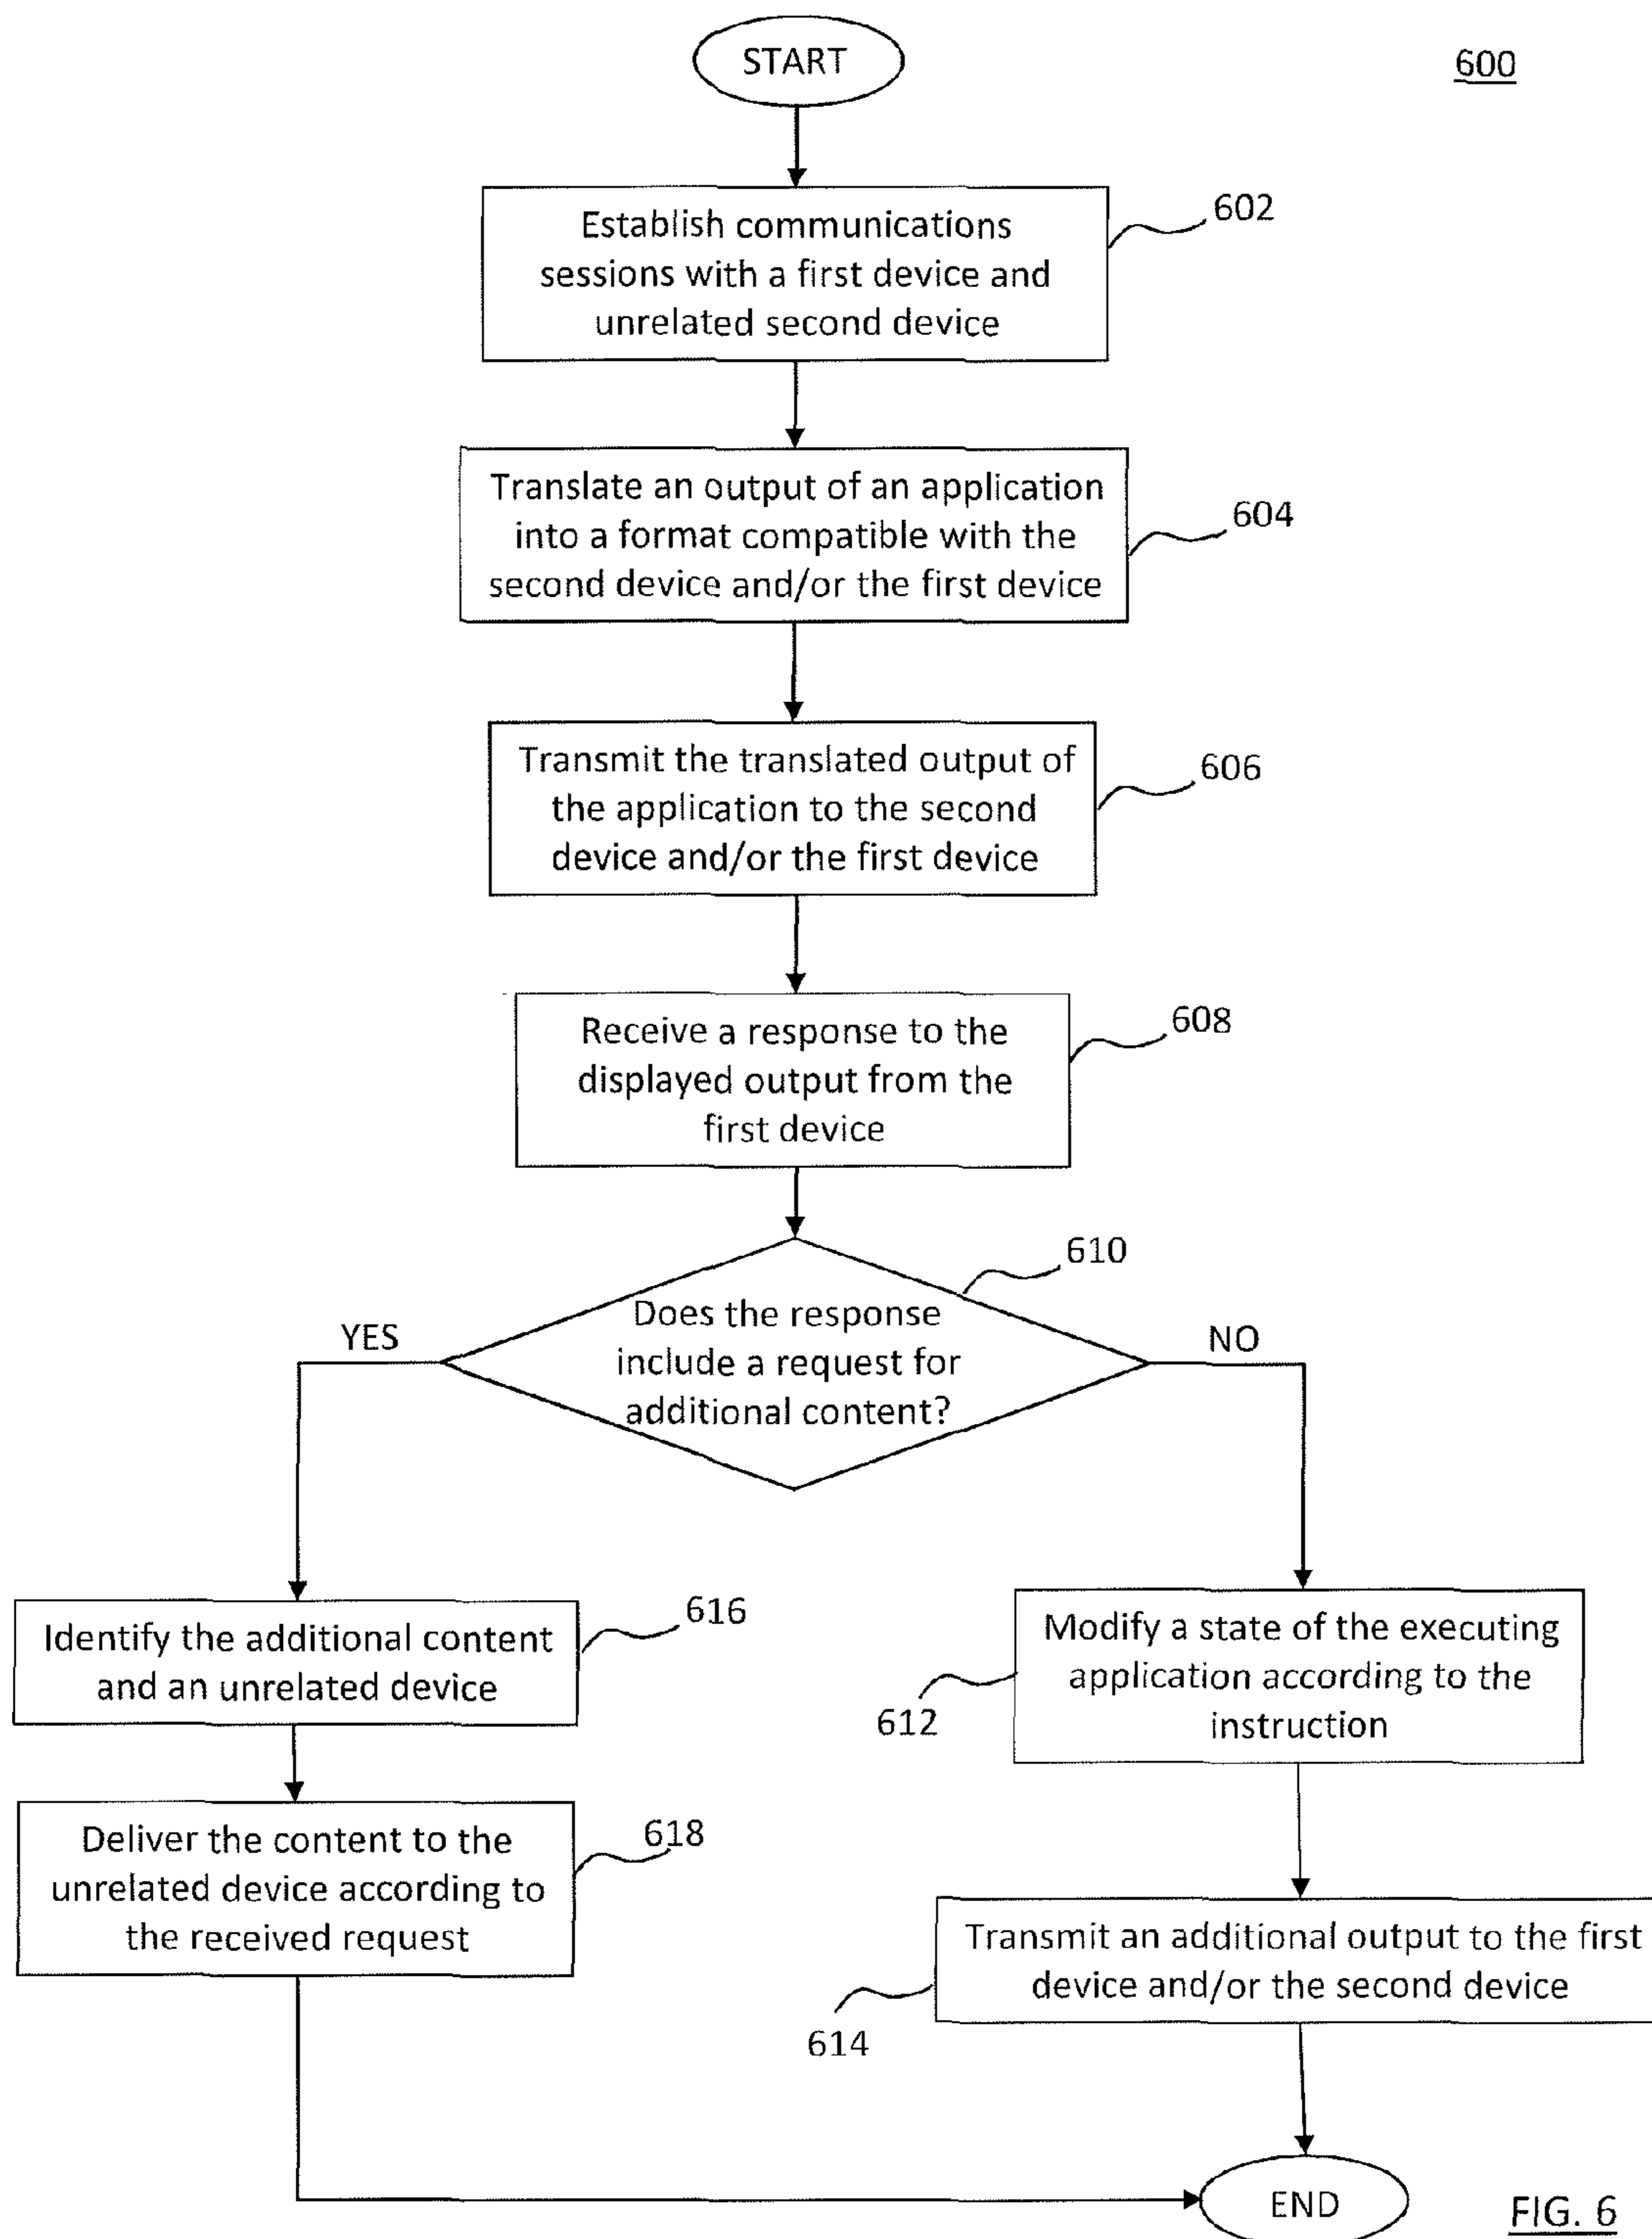 START
600
Establish communications
sessions with a first device and
unrelated second device
602
Translate an output of an application
into a format compatible with the
second device and/or the first device
604
Transmit the translated output of
the application to the second
device and/or the first device
606
Receive a response to the
displayed output from the
first device
608
Does the response
include a request for
additional content?
610
YES
NO
Identify the additional content
and an unrelated device
616
Modify a state of the executing
application according to the
instruction
612
Deliver the content to the
unrelated device according to
the received request
618
Transmit an additional output to the first
device and/or the second device
614
END
FIG. 6